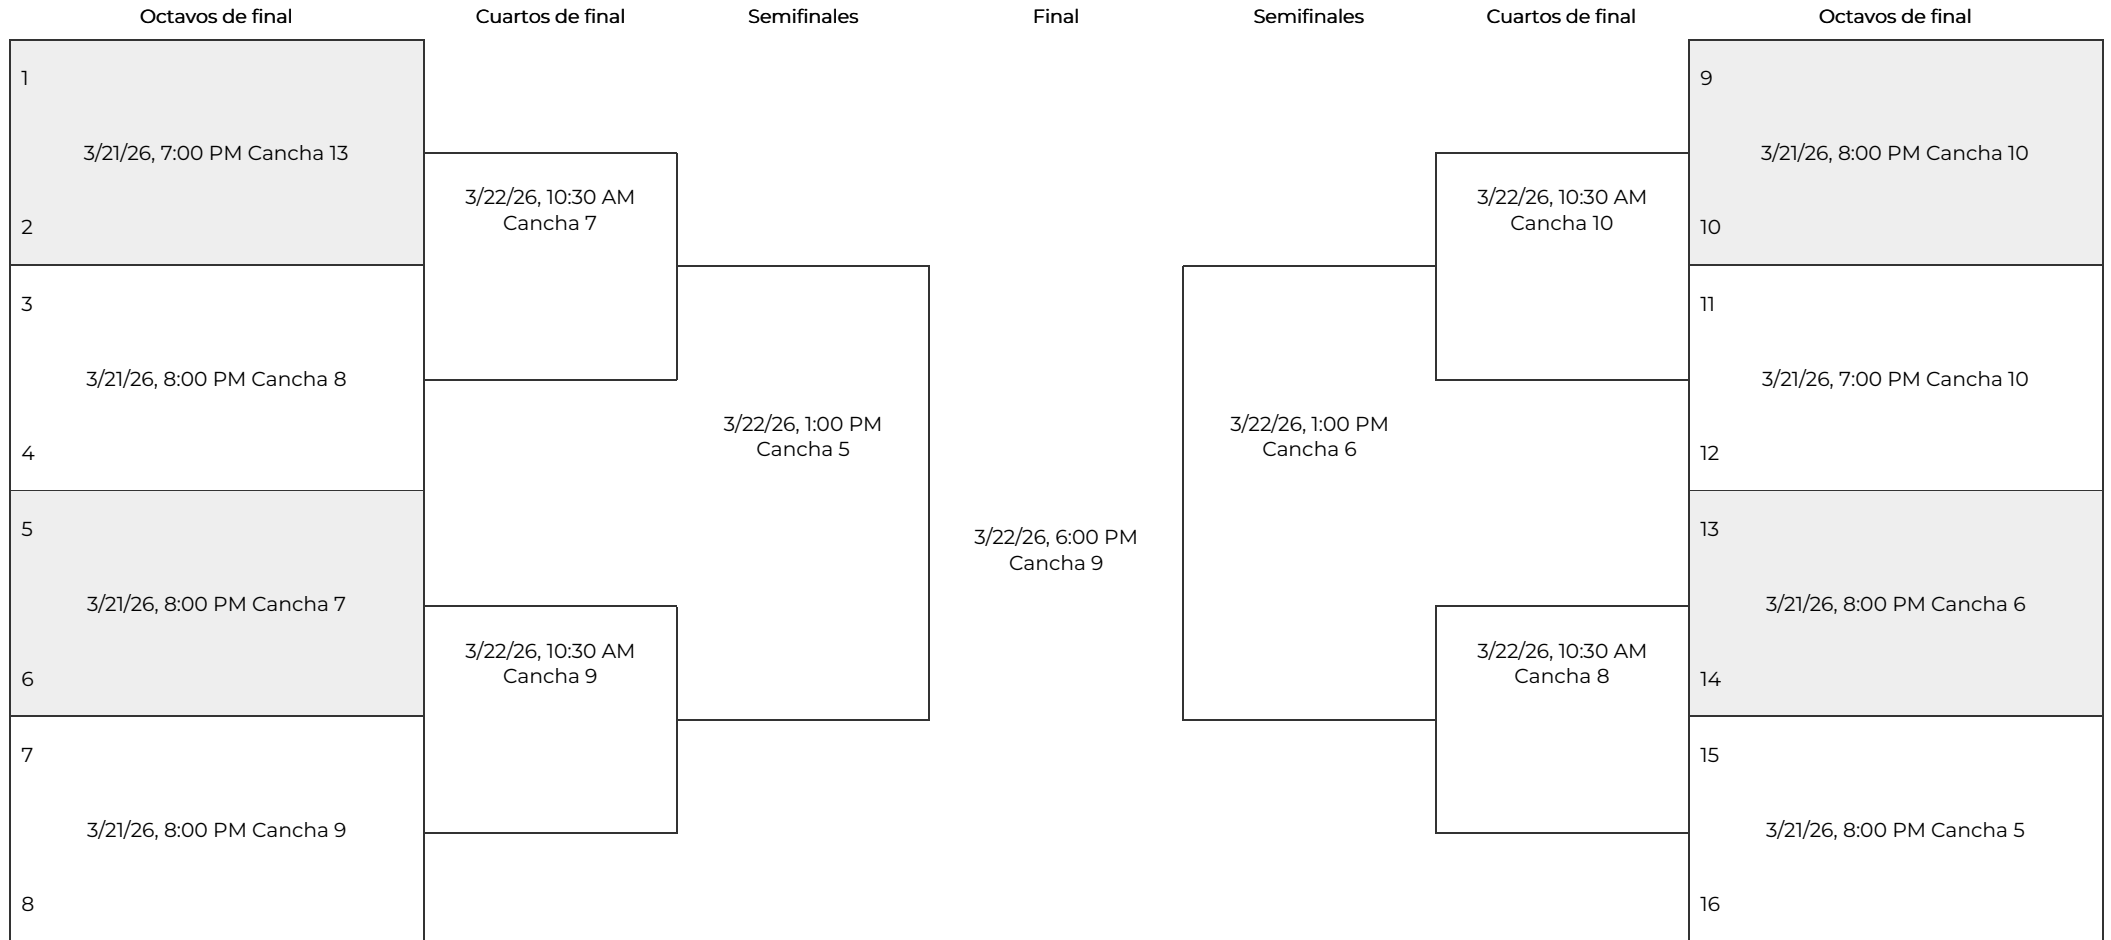 Octavos de final
Cuartos de final
Semifinales
Final
Semifinales
Cuartos de final
Octavos de final
1
3/21/26, 7:00 PM Cancha 13
2
3
3/21/26, 8:00 PM Cancha 8
4
5
3/21/26, 8:00 PM Cancha 7
6
7
3/21/26, 8:00 PM Cancha 9
8
3/22/26, 10:30 AM
Cancha 7
3/22/26, 10:30 AM
Cancha 9
3/22/26, 1:00 PM
Cancha 5
3/22/26, 6:00 PM
Cancha 9
3/22/26, 1:00 PM
Cancha 6
3/22/26, 10:30 AM
Cancha 10
3/22/26, 10:30 AM
Cancha 8
9
3/21/26, 8:00 PM Cancha 10
10
11
3/21/26, 7:00 PM Cancha 10
12
13
3/21/26, 8:00 PM Cancha 6
14
15
3/21/26, 8:00 PM Cancha 5
16